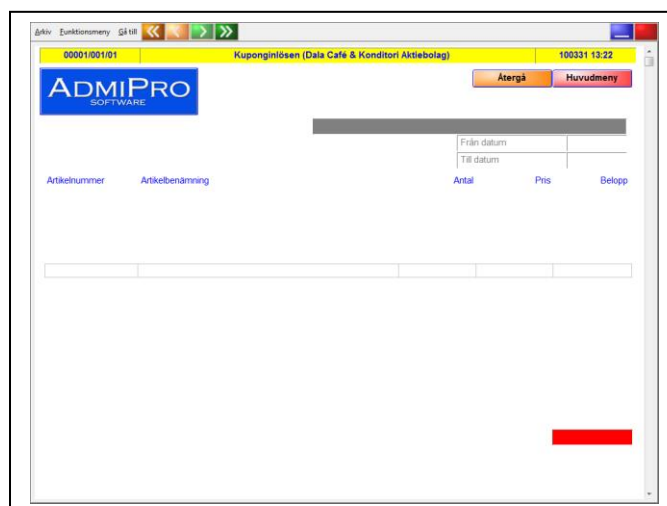 Arkiv Funktionsmeny Gå till
00001/001/01 Kuponginlösen (Dala Café & Konditori Aktiebolag) 100331 13:22
Återgå Huvudmeny
ADMIPRO
SOFTWARE
Från datum
Till datum
Artikelnummer Artikelbenämning Antal Pris Belopp